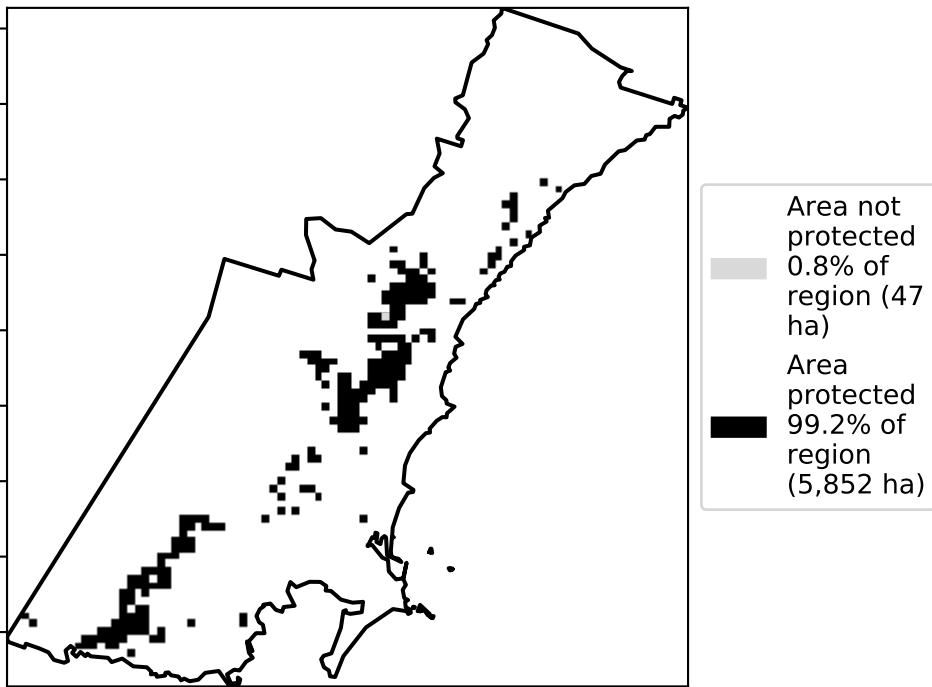 Area not
protected
0.8% of
region (47
ha)
Area
protected
99.2% of
region
(5,852 ha)